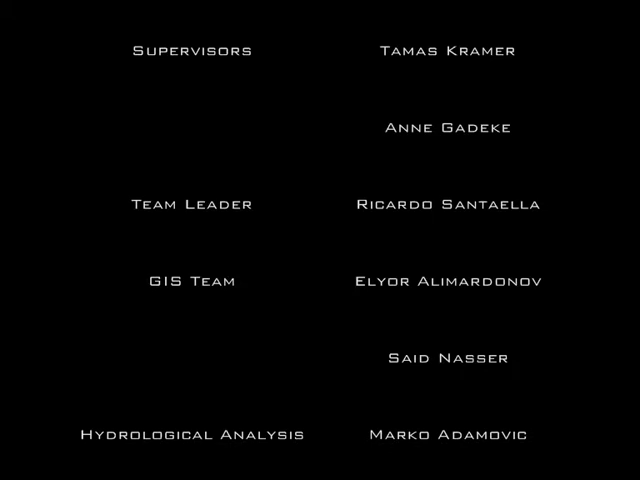 Supervisors Tamas Kramer
Anne Gadeke
Team Leader Ricardo Santaella
GIS Team Elyor Alimardonov
Said Nasser
Hydrological Analysis Marko Adamovic